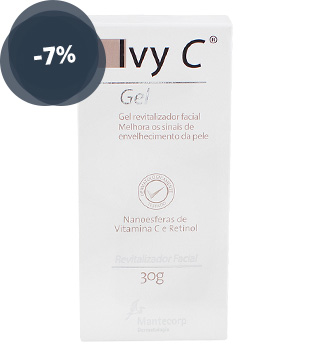 -7%
Ivy C®
Gel
Gel revitalizador facial
Melhora os sinais de
envelhecimento da pele
Nanoesferas de
Vitamina C e Retinol
Revitalizador Facial
30g
Mantecorp